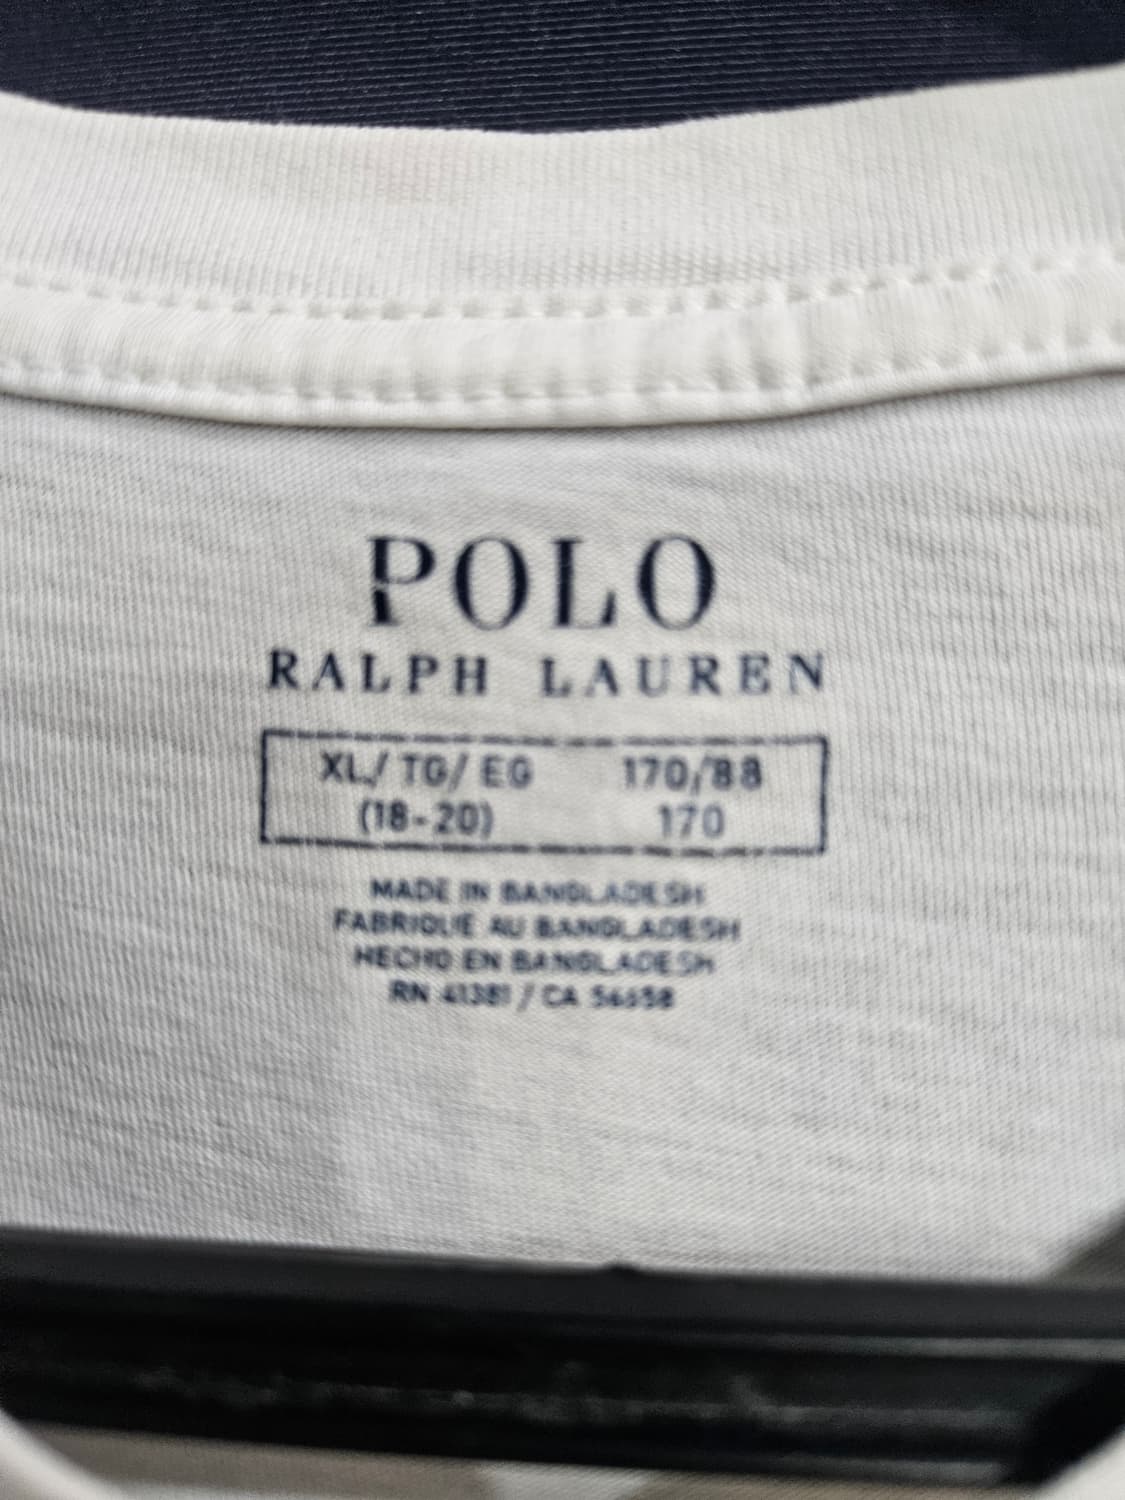 POLO
RALPH LAUREN
XL/ TG/ EG 170/88
(18-20) 170
MADE IN BANGLADESH
FABRIQUE AU BANGLADESH
HECHO EN BANGLADESH
RN 41381 / CA 54658